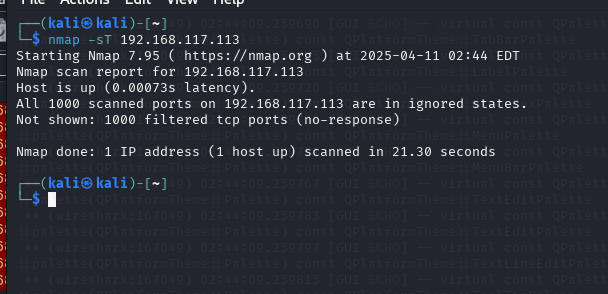 File Actions Edit View Help
┌──(kali㉿kali)-[~]
└─$ nmap -sT 192.168.117.113
Starting Nmap 7.95 ( https://nmap.org ) at 2025-04-11 02:44 EDT
Nmap scan report for 192.168.117.113
Host is up (0.00073s latency).
All 1000 scanned ports on 192.168.117.113 are in ignored states.
Not shown: 1000 filtered tcp ports (no-response)

Nmap done: 1 IP address (1 host up) scanned in 21.30 seconds

┌──(kali㉿kali)-[~]
└─$